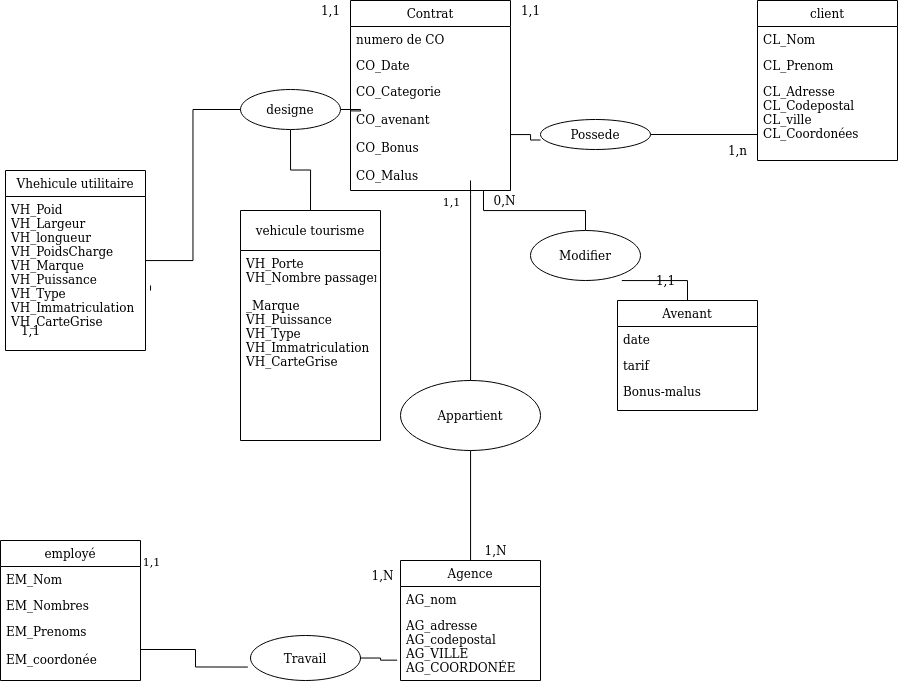 1,1
Contrat
1,1
numero de CO
CO_Date
CO_Categorie
CO_avenant
CO_Bonus
CO_Malus
client
CL_Nom
CL_Prenom
CL_Adresse
CL_Codepostal
CL_ville
CL_Coordonées
designe
Possede
1,n
Vhehicule utilitaire
VH_Poid
VH_Largeur
VH_longueur
VH_PoidsCharge
VH_Marque
VH_Puissance
VH_Type
VH_Immatriculation
VH_CarteGrise
1,1
vehicule tourisme
VH_Porte
VH_Nombre passager
_Marque
VH_Puissance
VH_Type
VH_Immatriculation
VH_CarteGrise
1,1
0,N
Modifier
1,1
Avenant
date
tarif
Bonus-malus
Appartient
1,N
employé
1,1
EM_Nom
EM_Nombres
EM_Prenoms
EM_coordonée
Travail
1,N
Agence
AG_nom
AG_adresse
AG_codepostal
AG_VILLE
AG_COORDONÉE